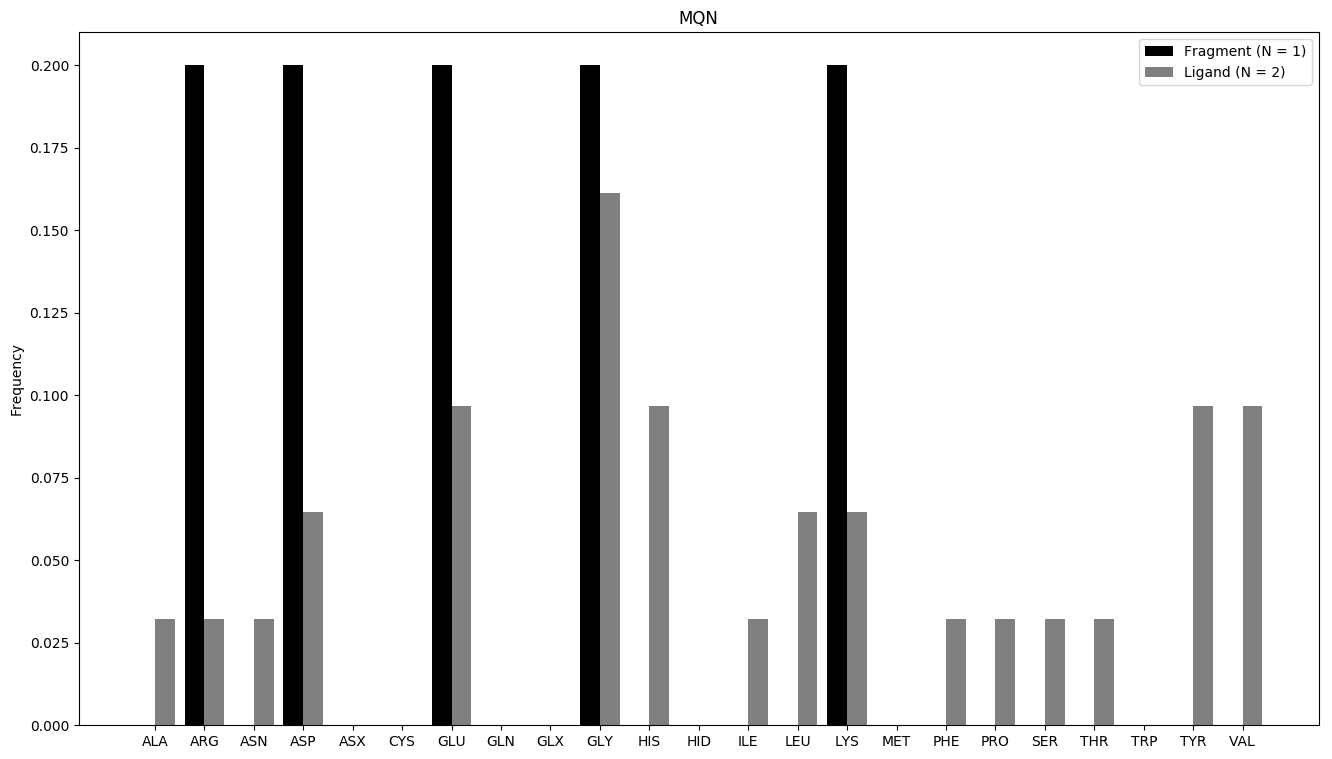 MQN
Fragment (N = 1)
Ligand (N = 2)
Frequency
0.200
0.175
0.150
0.125
0.100
0.075
0.050
0.025
0.000
ALA ARG ASN ASP ASX CYS GLU GLN GLX GLY HIS HID ILE LEU LYS MET PHE PRO SER THR TRP TYR VAL